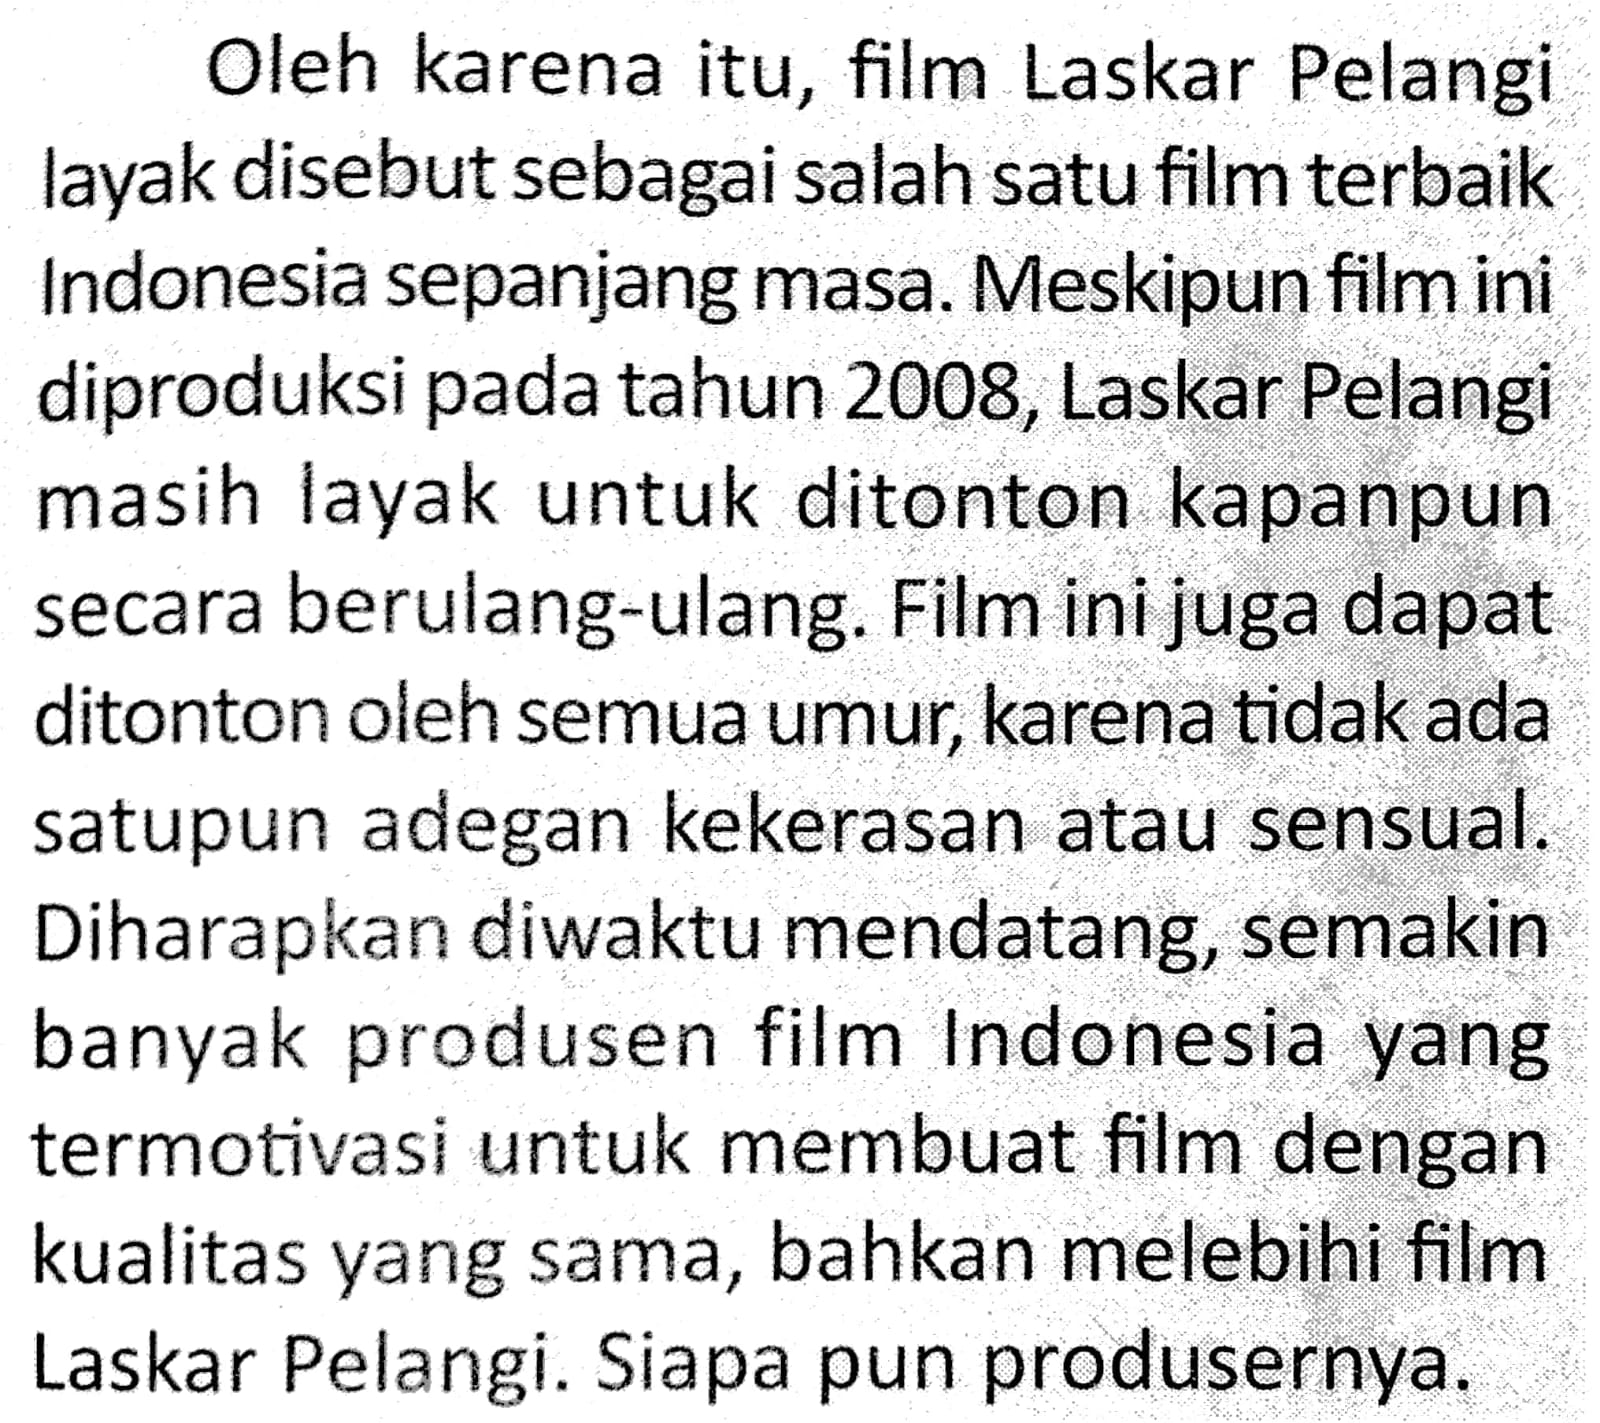 Oleh karena itu, film Laskar Pelangi
layak disebut sebagai salah satu film terbaik
Indonesia sepanjang masa. Meskipun film ini
diproduksi pada tahun 2008, Laskar Pelangi
masih layak untuk ditonton kapanpun
secara berulang-ulang. Film ini juga dapat
ditonton oleh semua umur, karena tidak ada
satupun adegan kekerasan atau sensual.
Diharapkan diwaktu mendatang, semakin
banyak produsen film Indonesia yang
termotivasi untuk membuat film dengan
kualitas yang sama, bahkan melebihi film
Laskar Pelangi. Siapa pun produsernya.